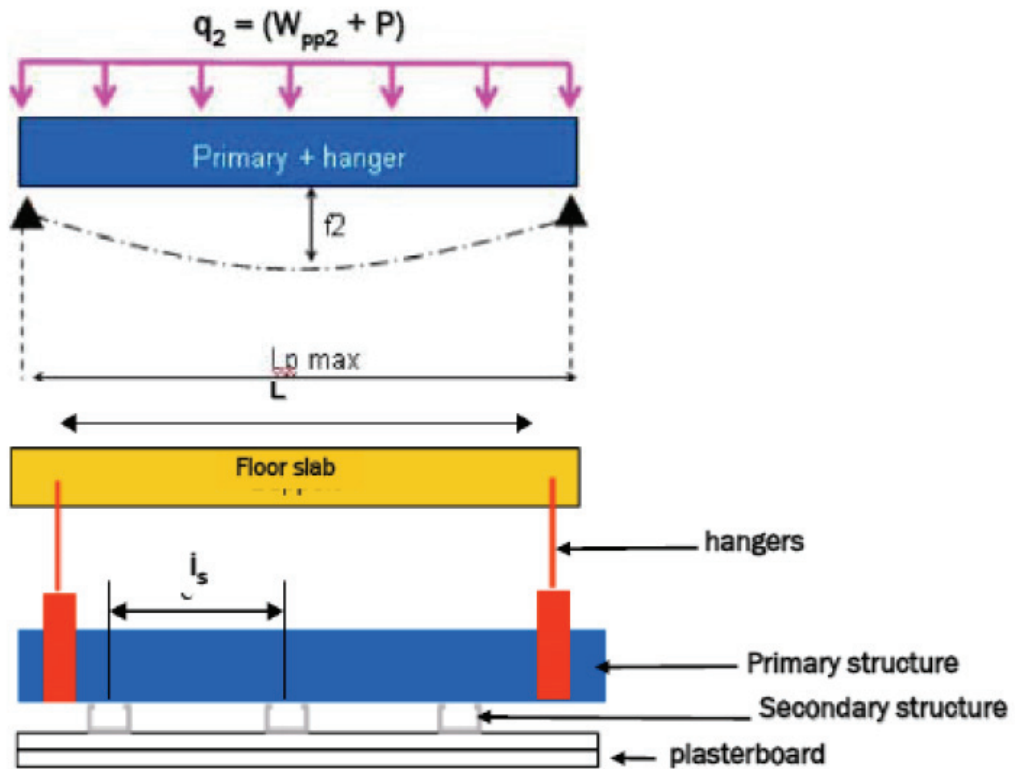 q2 = (Wpp2 + P)
Primary + hanger
f2
Lp max
L
Floor slab
hangers
is
Primary structure
Secondary structure
plasterboard